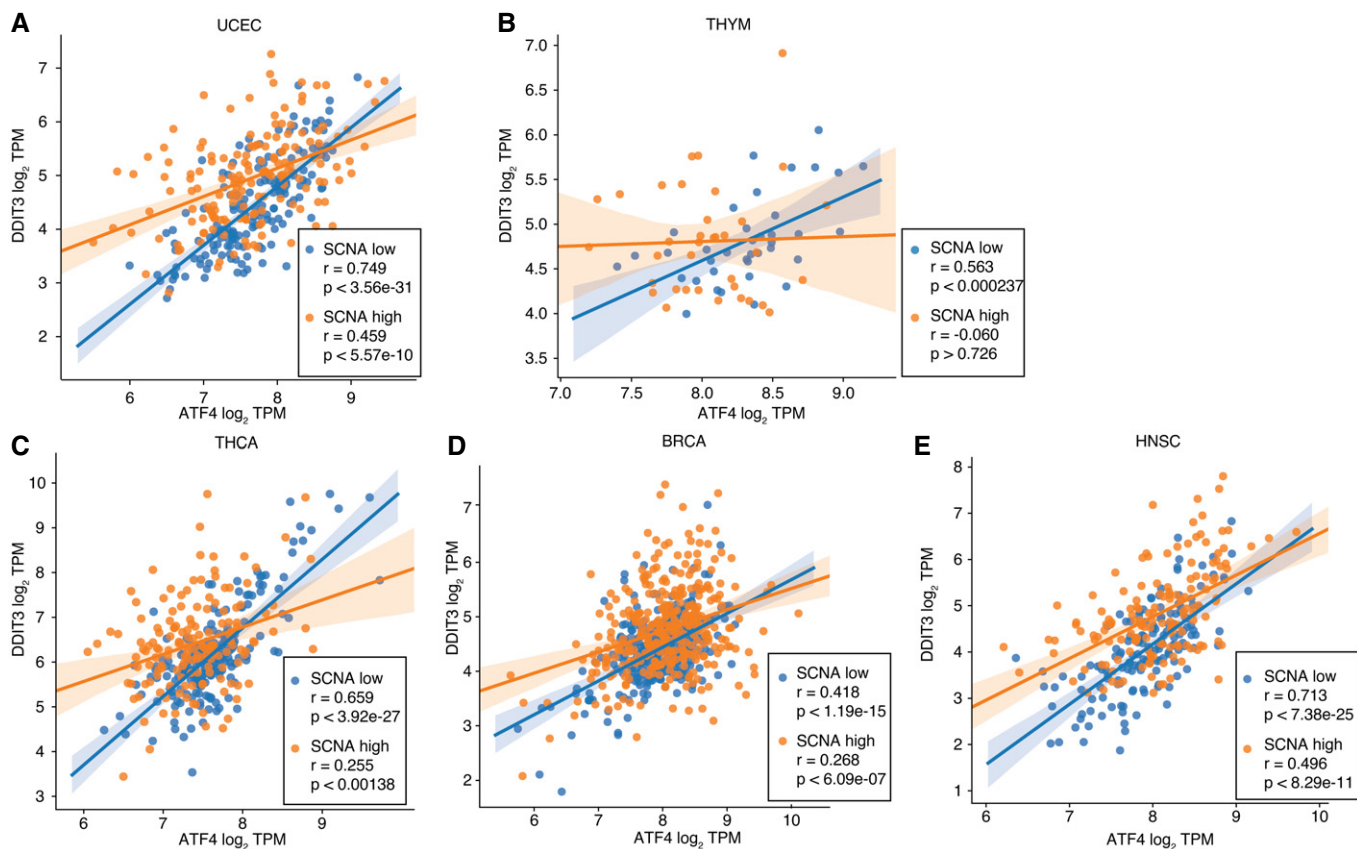 A
UCEC
DDIT3 log₂ TPM
7
6
5
4
3
2
6
7
8
9
ATF4 log₂ TPM
SCNA low
r = 0.749
p < 3.56e-31
SCNA high
r = 0.459
p < 5.57e-10
B
THYM
DDIT3 log₂ TPM
7.0
6.5
6.0
5.5
5.0
4.5
4.0
3.5
7.0
7.5
8.0
8.5
9.0
ATF4 log₂ TPM
SCNA low
r = 0.563
p < 0.000237
SCNA high
r = -0.060
p > 0.726
C
THCA
DDIT3 log₂ TPM
10
9
8
7
6
5
4
3
6
7
8
9
ATF4 log₂ TPM
SCNA low
r = 0.659
p < 3.92e-27
SCNA high
r = 0.255
p < 0.00138
D
BRCA
DDIT3 log₂ TPM
7
6
5
4
3
2
6
7
8
9
10
ATF4 log₂ TPM
SCNA low
r = 0.418
p < 1.19e-15
SCNA high
r = 0.268
p < 6.09e-07
E
HNSC
DDIT3 log₂ TPM
8
7
6
5
4
3
2
1
6
7
8
9
10
ATF4 log₂ TPM
SCNA low
r = 0.713
p < 7.38e-25
SCNA high
r = 0.496
p < 8.29e-11